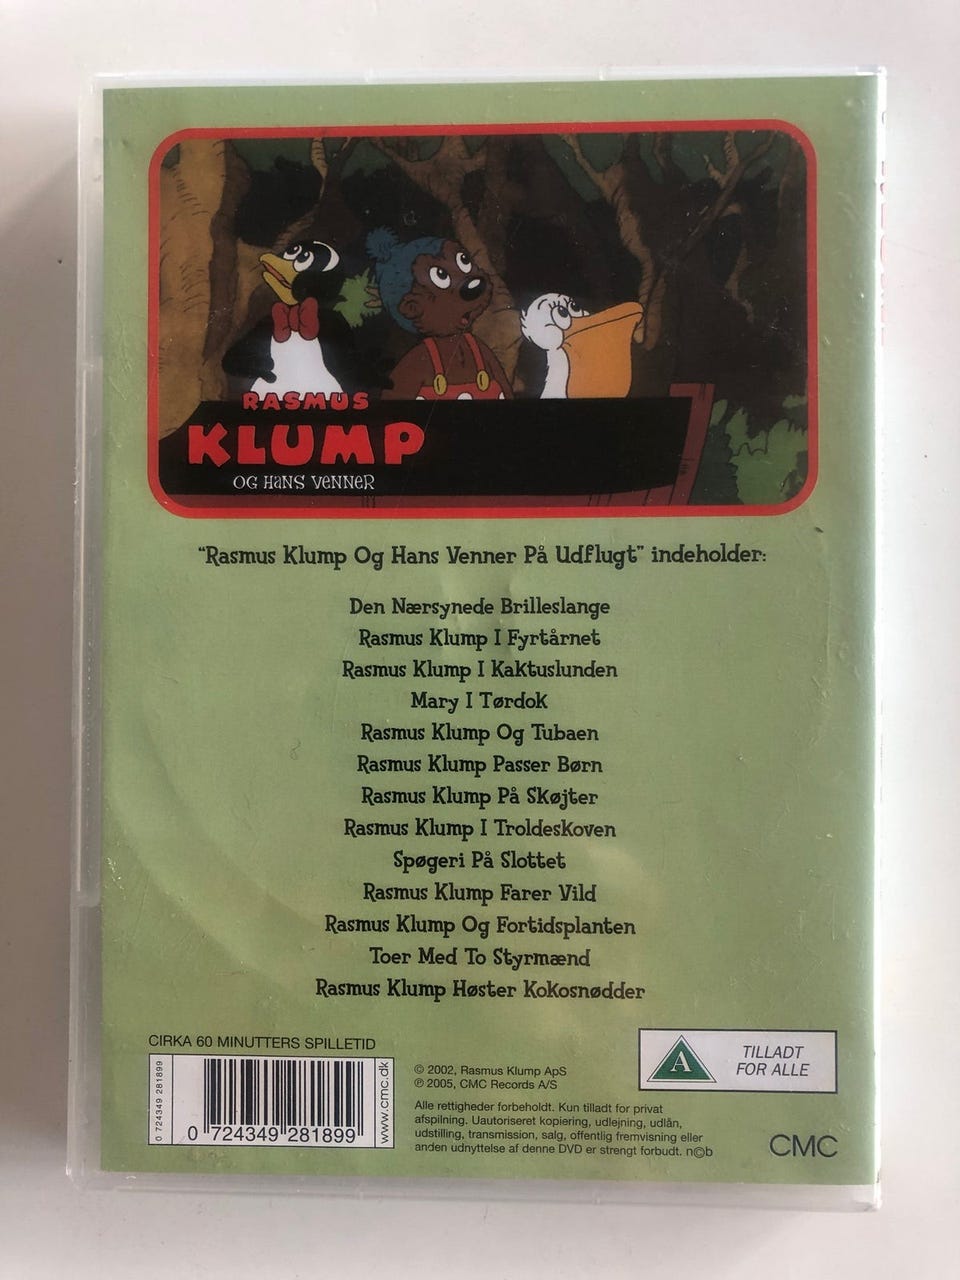 RASMUS
KLUMP
OG HANS VENNER
"Rasmus Klump Og Hans Venner På Udflugt" indeholder:
Den Nærsynede Brilleslange
Rasmus Klump I Fyrtårnet
Rasmus Klump I Kaktuslunden
Mary I Tørdok
Rasmus Klump Og Tubaen
Rasmus Klump Passer Børn
Rasmus Klump På Skøjter
Rasmus Klump I Troldeskoven
Spøgeri På Slottet
Rasmus Klump Farer Vild
Rasmus Klump Og Fortidsplanten
Toer Med To Styrmænd
Rasmus Klump Høster Kokosnødder
CIRKA 60 MINUTTERS SPILLETID
0 724349 281899
0 724349 281899
www.cmc.dk
© 2002, Rasmus Klump ApS
℗ 2005, CMC Records A/S
Alle rettigheder forbeholdt. Kun tilladt for privat
afspilning. Uautoriseret kopiering, udlejning, udlån,
udstilling, transmission, salg, offentlig fremvisning eller
anden udnyttelse af denne DVD er strengt forbudt. n©b
A
TILLADT
FOR ALLE
CMC